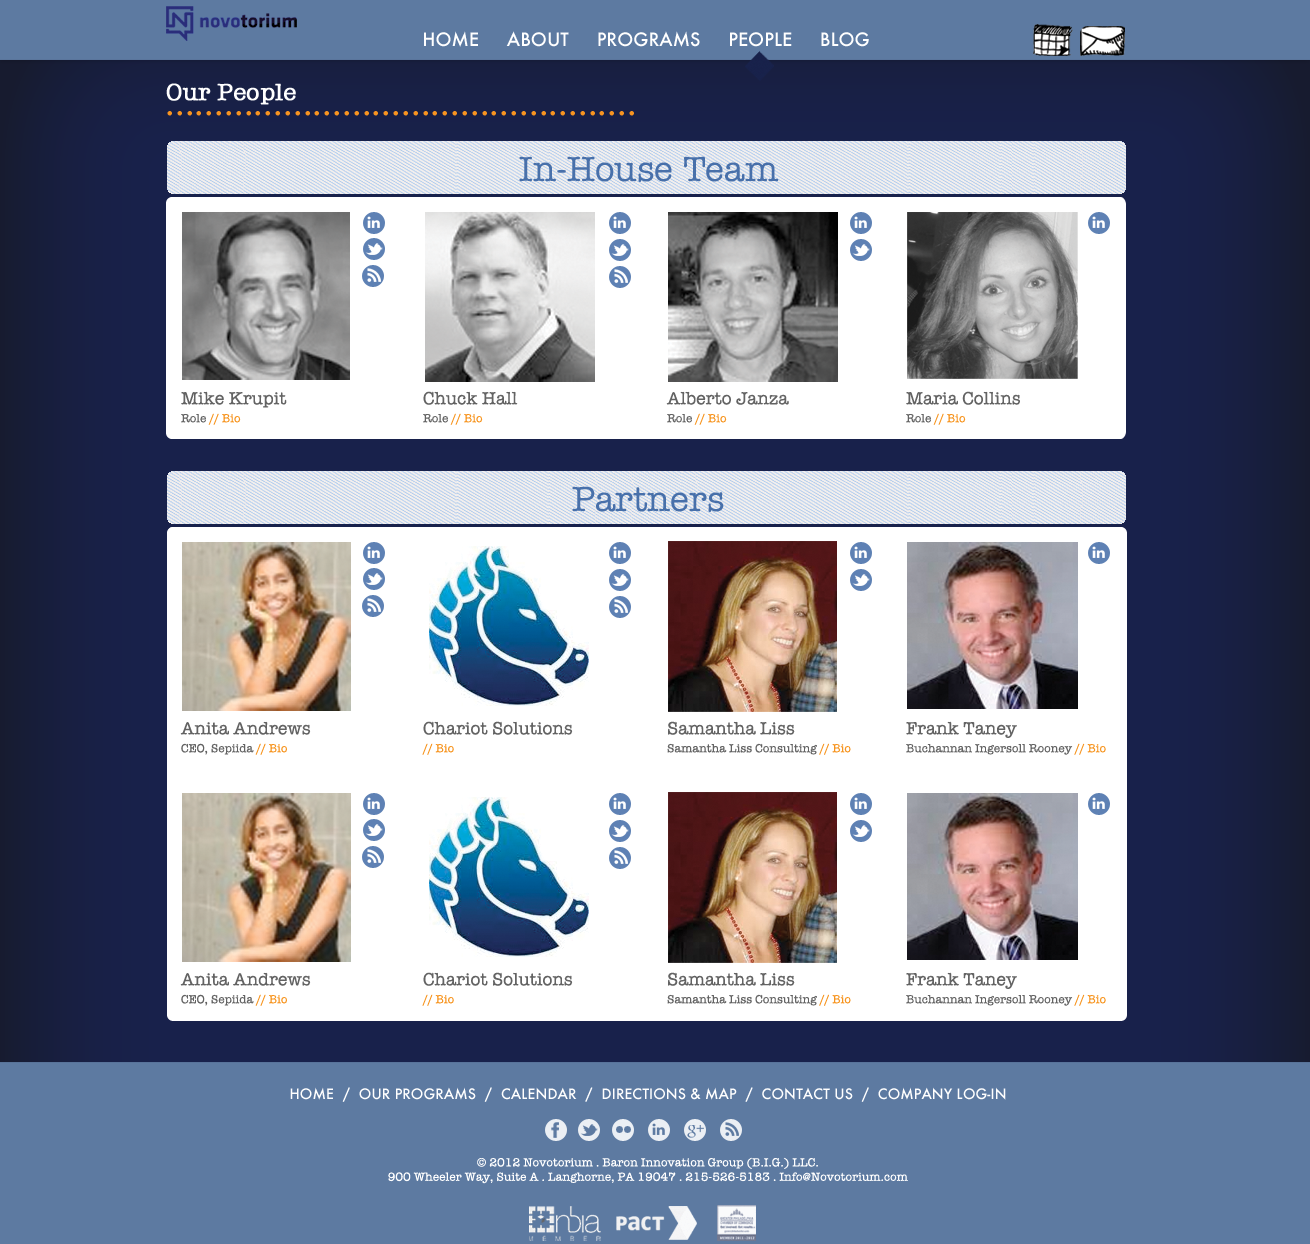 novotorium
HOME ABOUT PROGRAMS PEOPLE BLOG
Our People
In-House Team
Mike Krupit
Role // Bio
Chuck Hall
Role // Bio
Alberto Janza
Role // Bio
Maria Collins
Role // Bio
Partners
Anita Andrews
CEO, Sepiida // Bio
Chariot Solutions
// Bio
Samantha Liss
Samantha Liss Consulting // Bio
Frank Taney
Buchannan Ingersoll Rooney // Bio
Anita Andrews
CEO, Sepiida // Bio
Chariot Solutions
// Bio
Samantha Liss
Samantha Liss Consulting // Bio
Frank Taney
Buchannan Ingersoll Rooney // Bio
HOME / OUR PROGRAMS / CALENDAR / DIRECTIONS & MAP / CONTACT US / COMPANY LOG-IN
© 2012 Novotorium . Baron Innovation Group (B.I.G.) LLC.
900 Wheeler Way, Suite A . Langhorne, PA 19047 . 215-526-5183 . Info@Novotorium.com
nbia
MEMBER
PACT